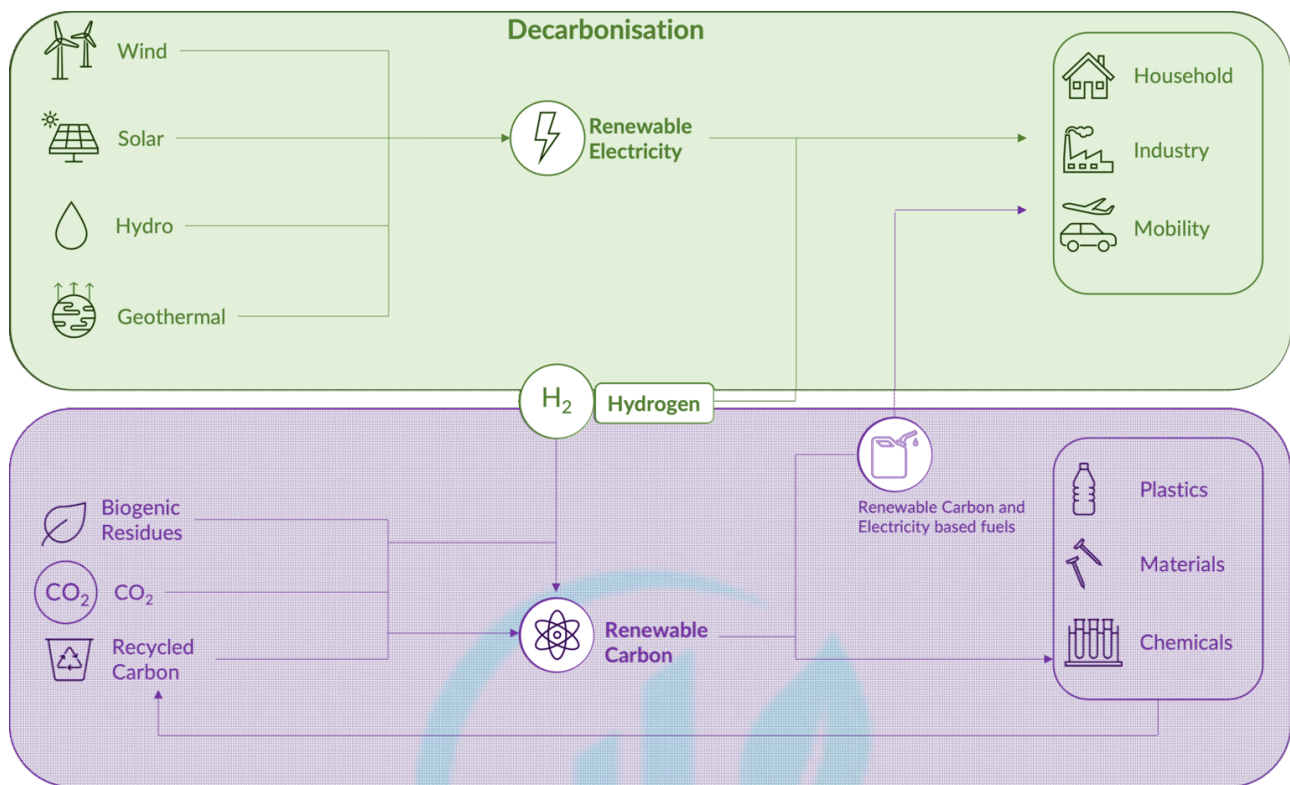 Decarbonisation
Wind
Solar
Hydro
Geothermal
Renewable
Electricity
Household
Industry
Mobility
H₂
Hydrogen
Biogenic
Residues
CO₂
CO₂
Recycled
Carbon
Renewable
Carbon
Renewable Carbon and
Electricity based fuels
Plastics
Materials
Chemicals